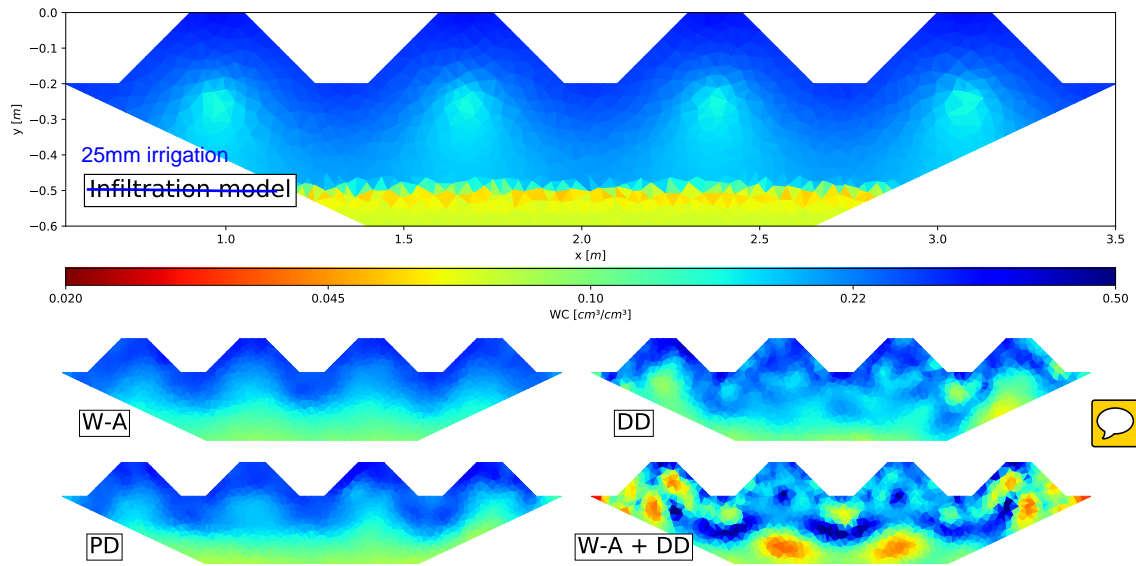 0.0
−0.1
−0.2
−0.3
−0.4
−0.5
−0.6
y [m]
25mm irrigation
Infiltration model
1.0 1.5 2.0 2.5 3.0 3.5
x [m]
0.020 0.045 0.10 0.22 0.50
WC [cm³/cm³]
W-A
DD
PD
W-A + DD